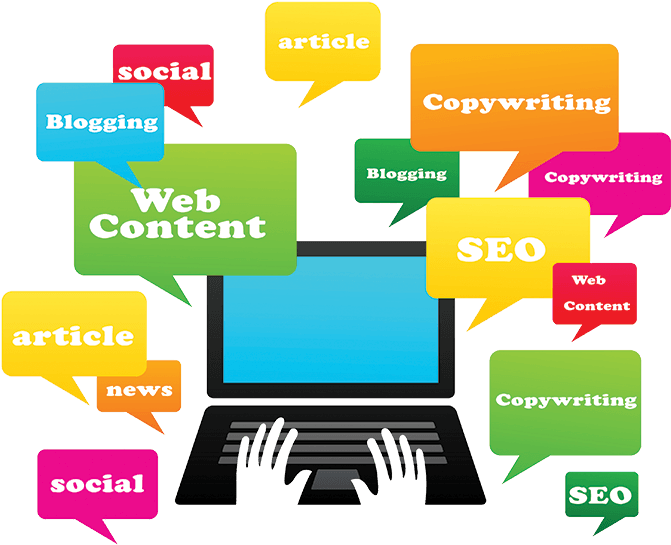 article
social
Copywriting
Blogging
Blogging
Copywriting
Web
Content
SEO
Web
Content
article
news
Copywriting
social
SEO